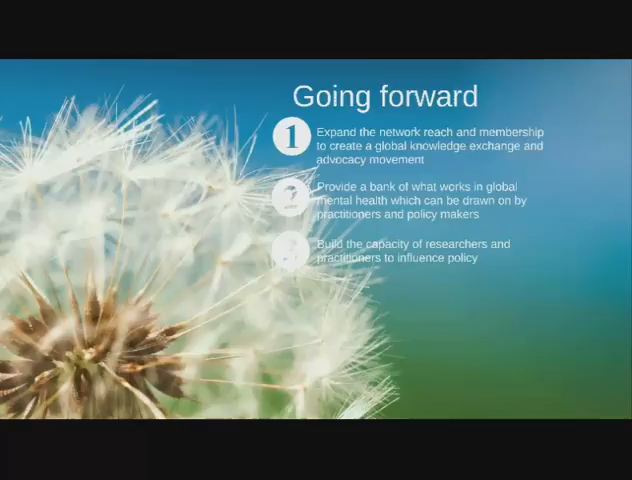 Going forward
1 Expand the network reach and membership
to create a global knowledge exchange and
advocacy movement
2 Provide a bank of what works in global
mental health which can be drawn on by
practitioners and policy makers
3 Build the capacity of researchers and
practitioners to influence policy